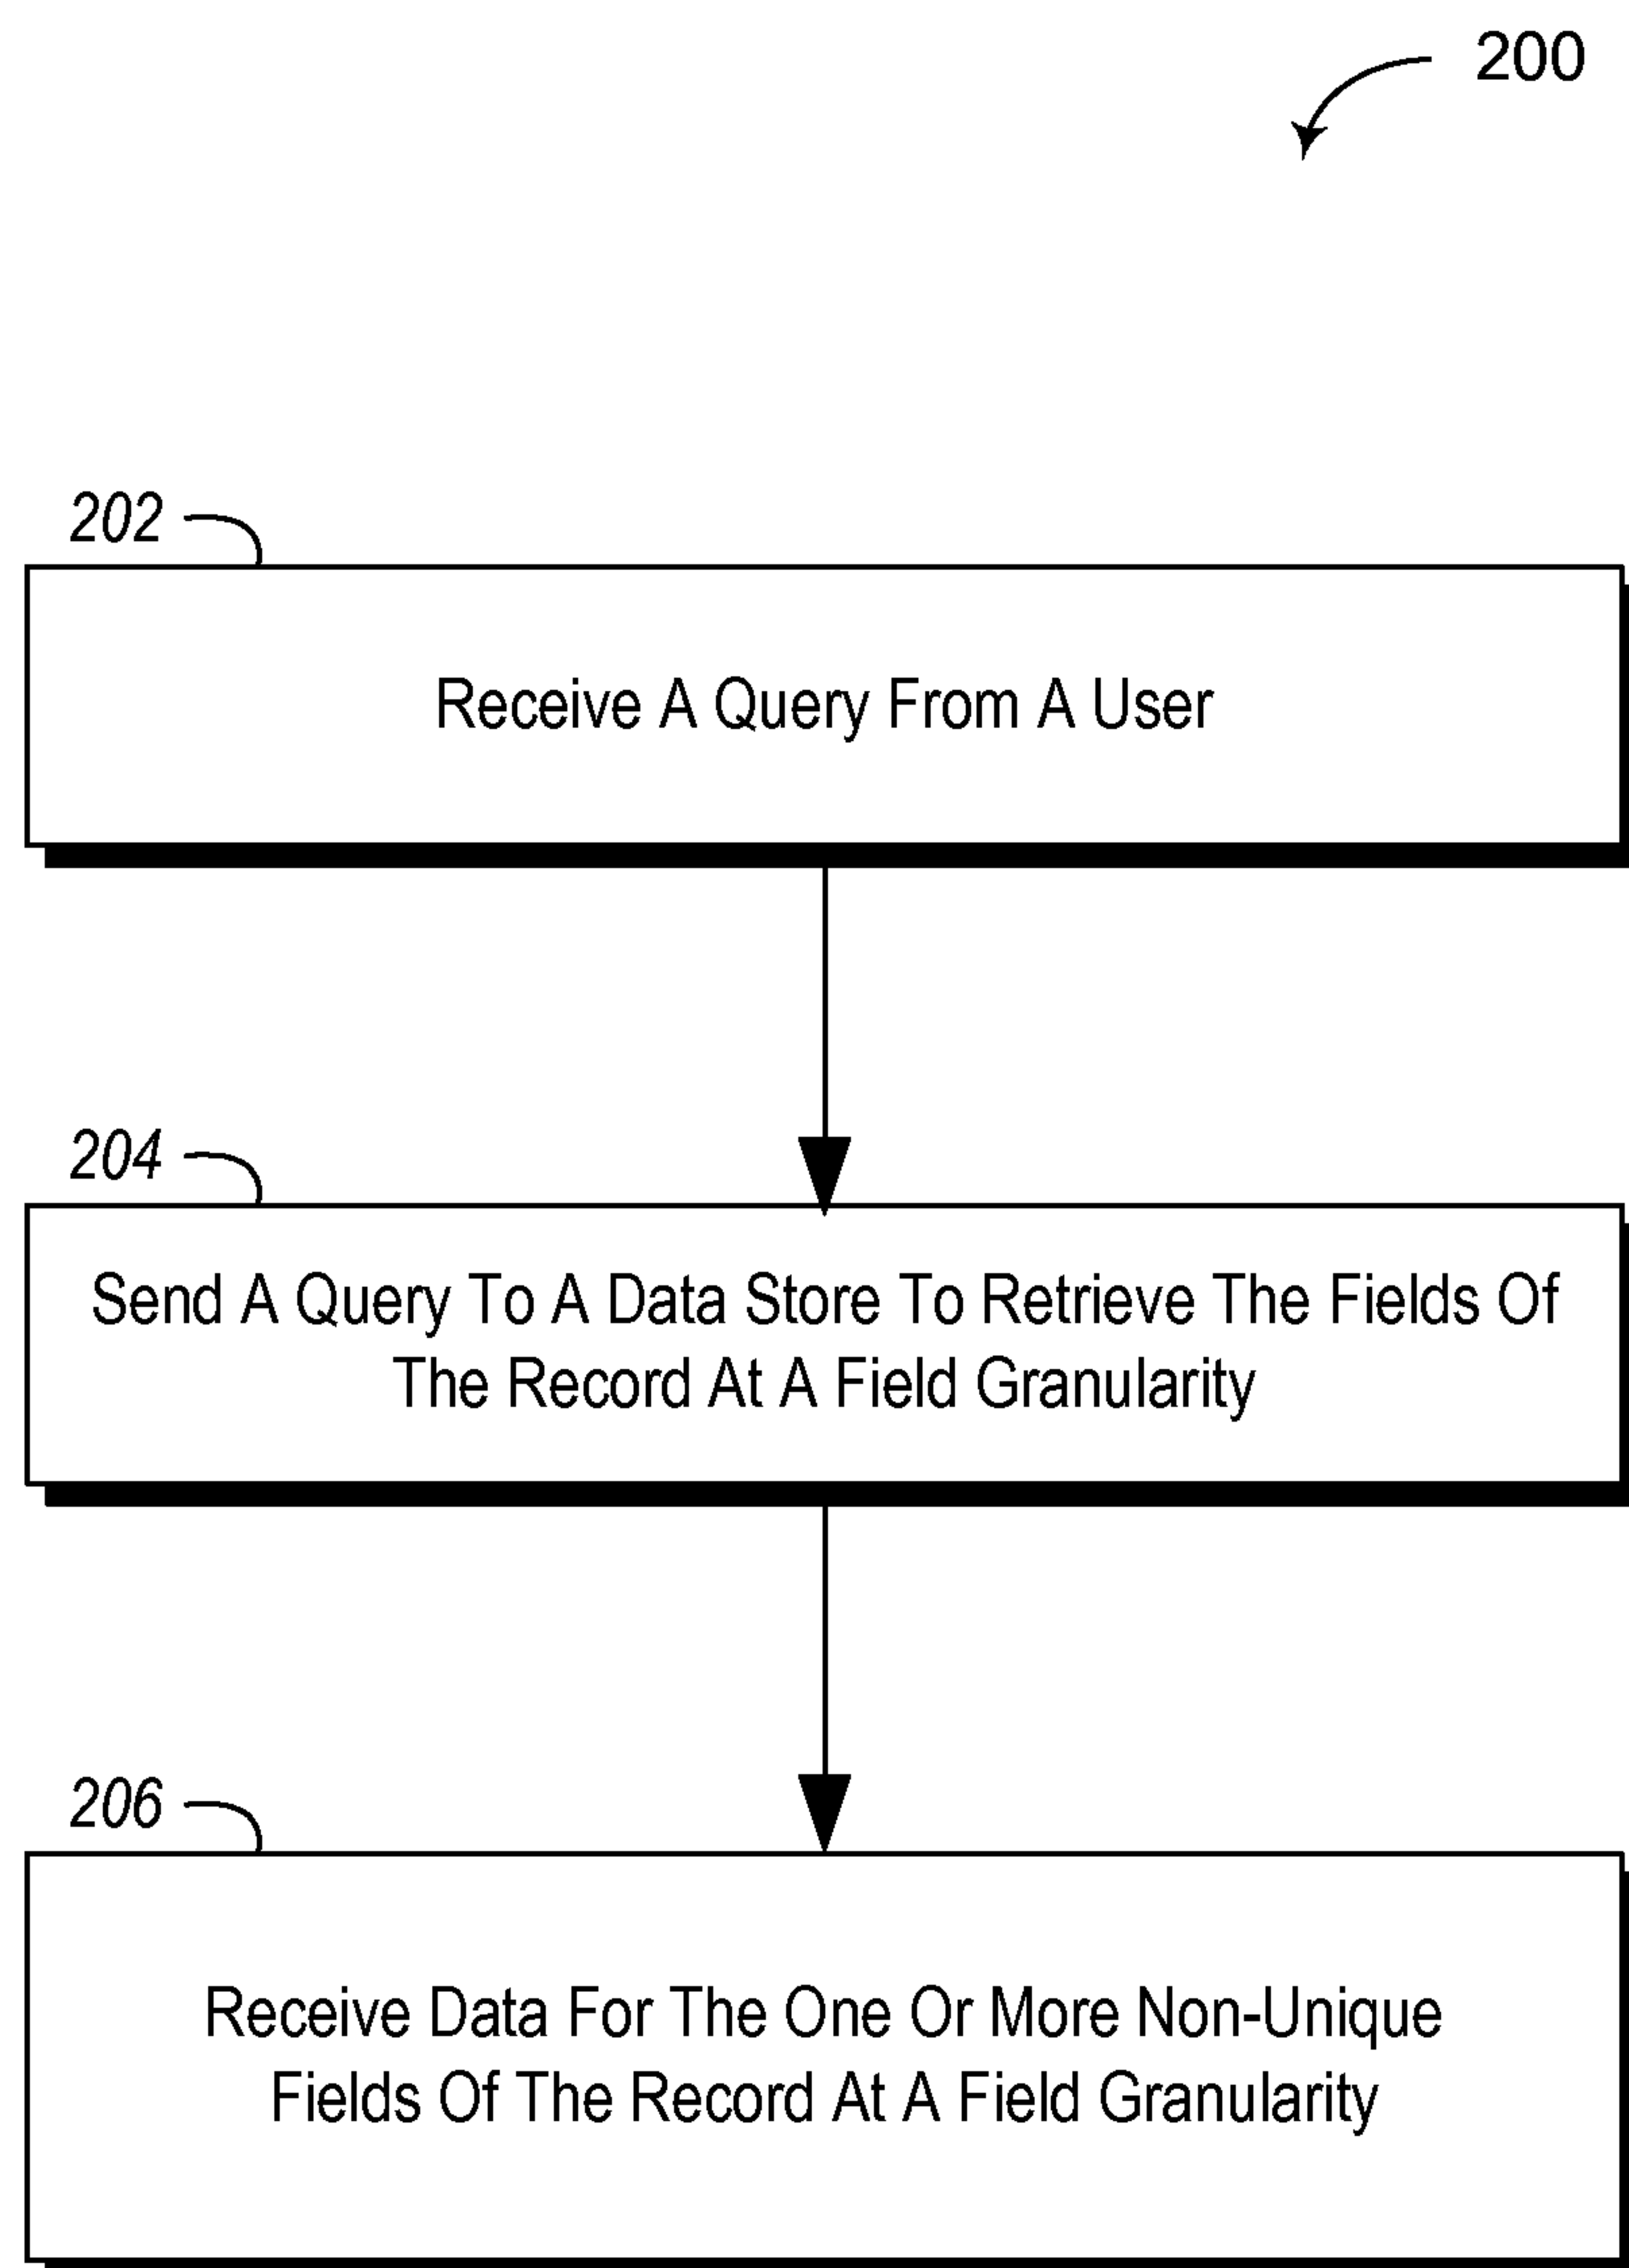 200
202
Receive A Query From A User
204
Send A Query To A Data Store To Retrieve The Fields Of
The Record At A Field Granularity
206
Receive Data For The One Or More Non-Unique
Fields Of The Record At A Field Granularity